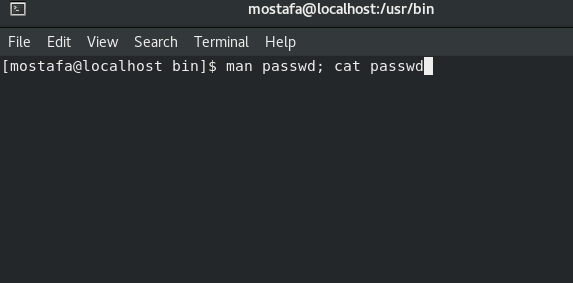 mostafa@localhost:/usr/bin
File Edit View Search Terminal Help
[mostafa@localhost bin]$ man passwd; cat passwd